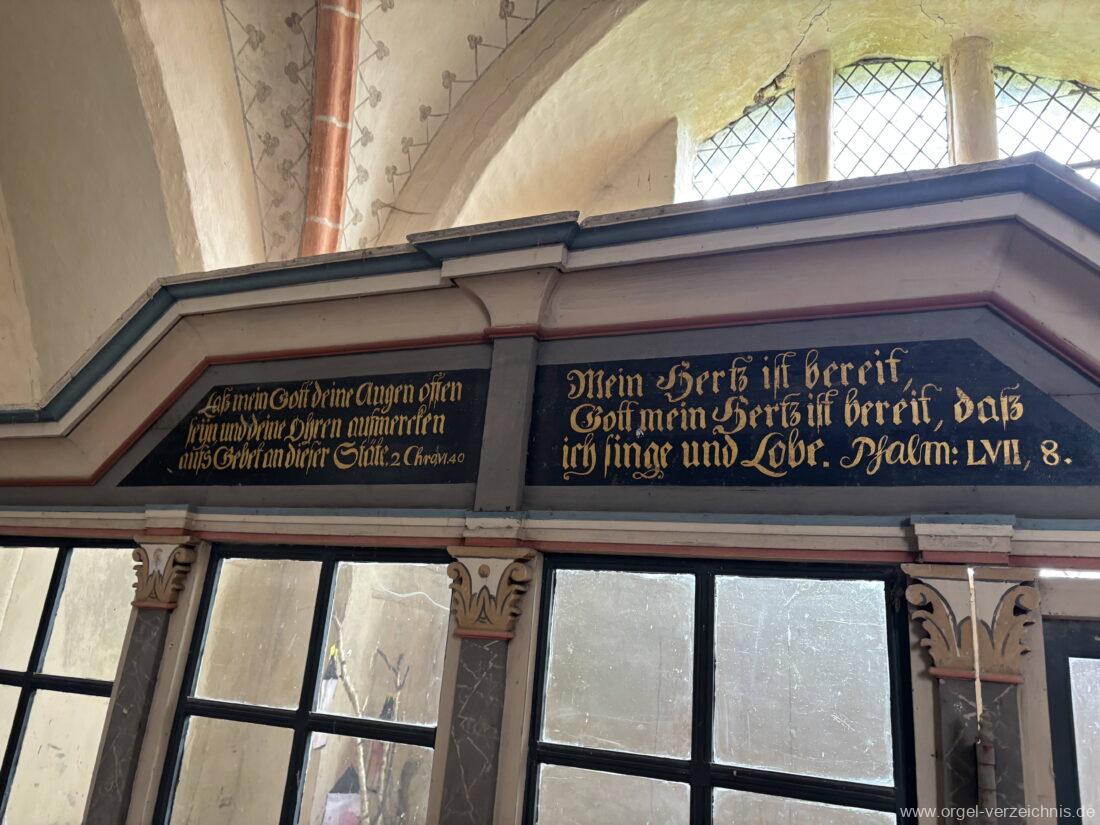 Laß mein Gott deine Augen offen
seyn und deine Ohren aufmercken
aufs Gebet an dieser Stäte. 2 Chro. VI. 40
Mein Hertz ist bereit,
Gott mein Hertz ist bereit, daß
ich singe und Lobe. Psalm: LVII, 8.
www.orgel-verzeichnis.de